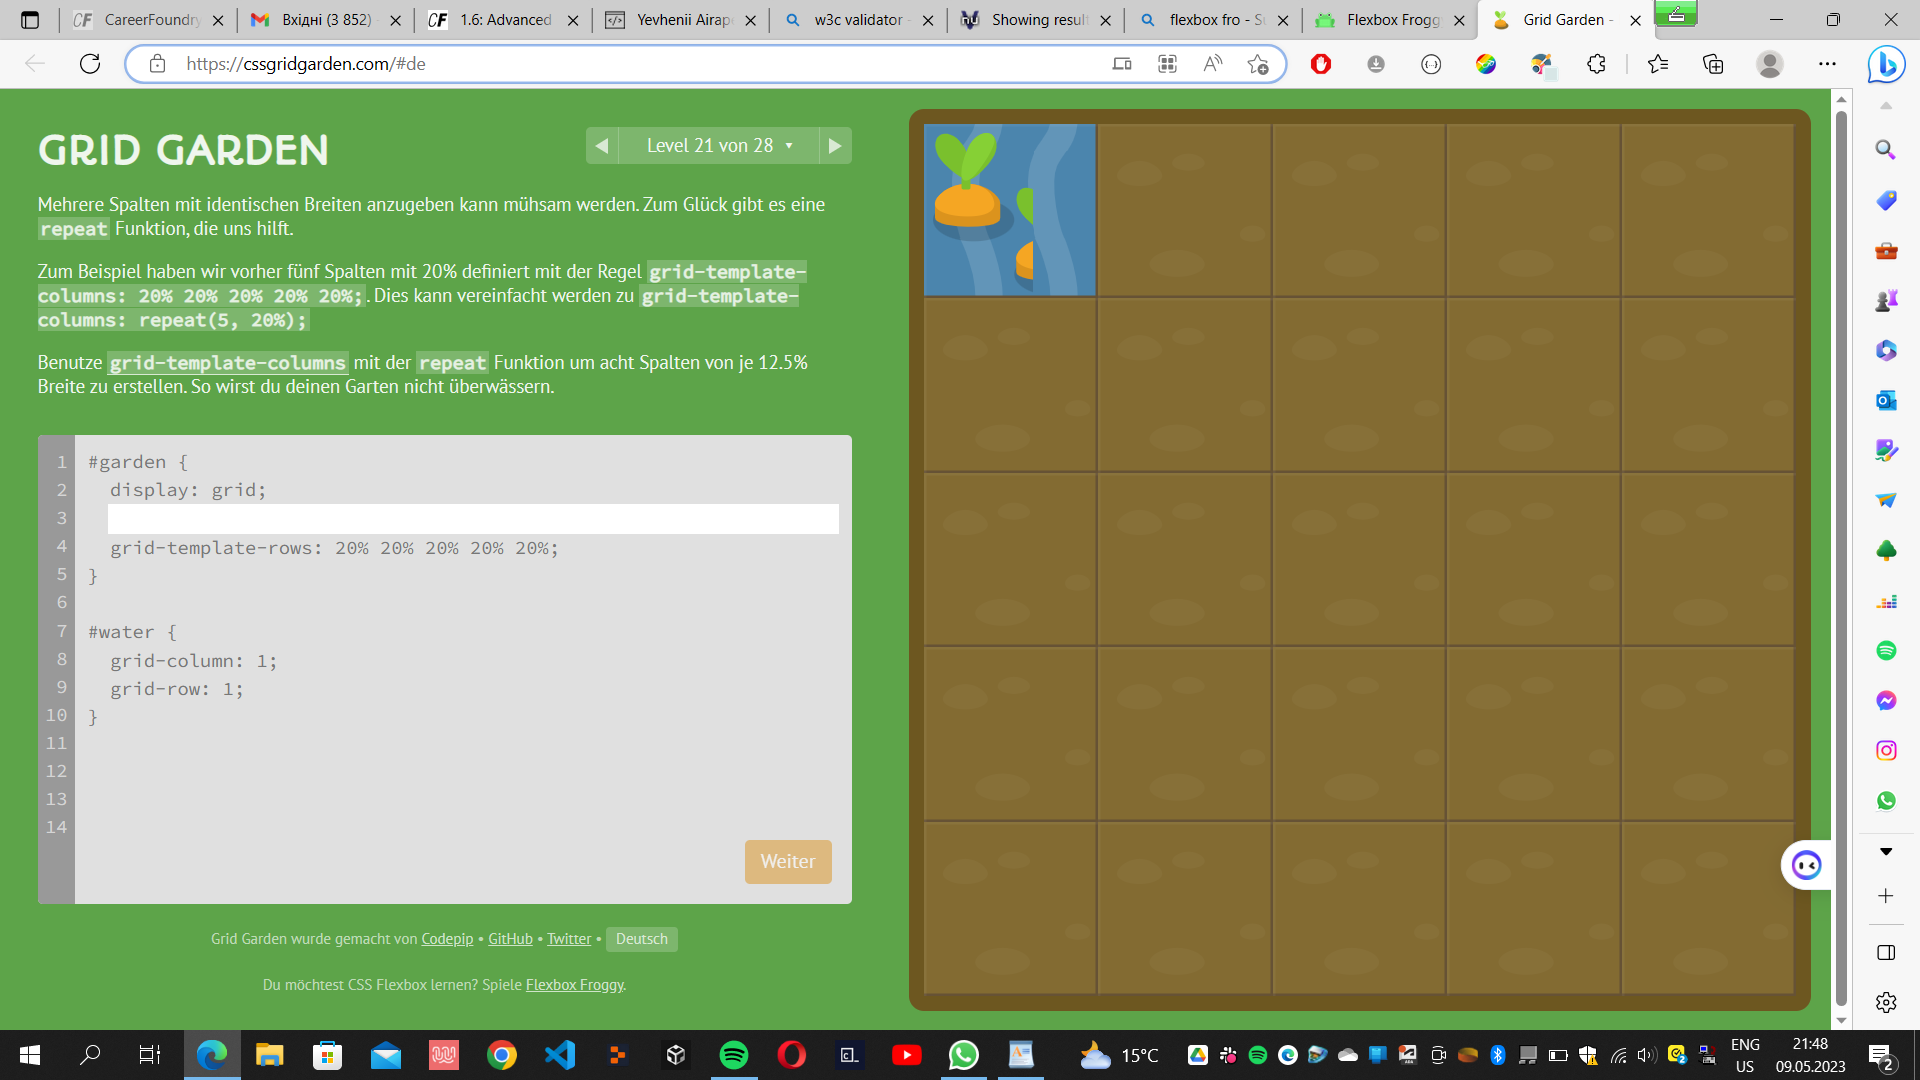 CareerFoundry
Вхідні (3 852)
1.6: Advanced
Yevhenii Airap
w3c validator
Showing result
flexbox fro - S
Flexbox Frogg
Grid Garden -
https://cssgridgarden.com/#de
GRID GARDEN
Level 21 von 28
Mehrere Spalten mit identischen Breiten anzugeben kann mühsam werden. Zum Glück gibt es eine
repeat Funktion, die uns hilft.
Zum Beispiel haben wir vorher fünf Spalten mit 20% definiert mit der Regel grid-template-
columns: 20% 20% 20% 20% 20%;. Dies kann vereinfacht werden zu grid-template-
columns: repeat(5, 20%);
Benutze grid-template-columns mit der repeat Funktion um acht Spalten von je 12.5%
Breite zu erstellen. So wirst du deinen Garten nicht überwässern.
1 #garden {
2 display: grid;
3
4 grid-template-rows: 20% 20% 20% 20% 20%;
5 }
6
7 #water {
8 grid-column: 1;
9 grid-row: 1;
10 }
11
12
13
14
Weiter
Grid Garden wurde gemacht von Codepip • GitHub • Twitter • Deutsch
Du möchtest CSS Flexbox lernen? Spiele Flexbox Froggy.
15°C
ENG
US
21:48
09.05.2023
2